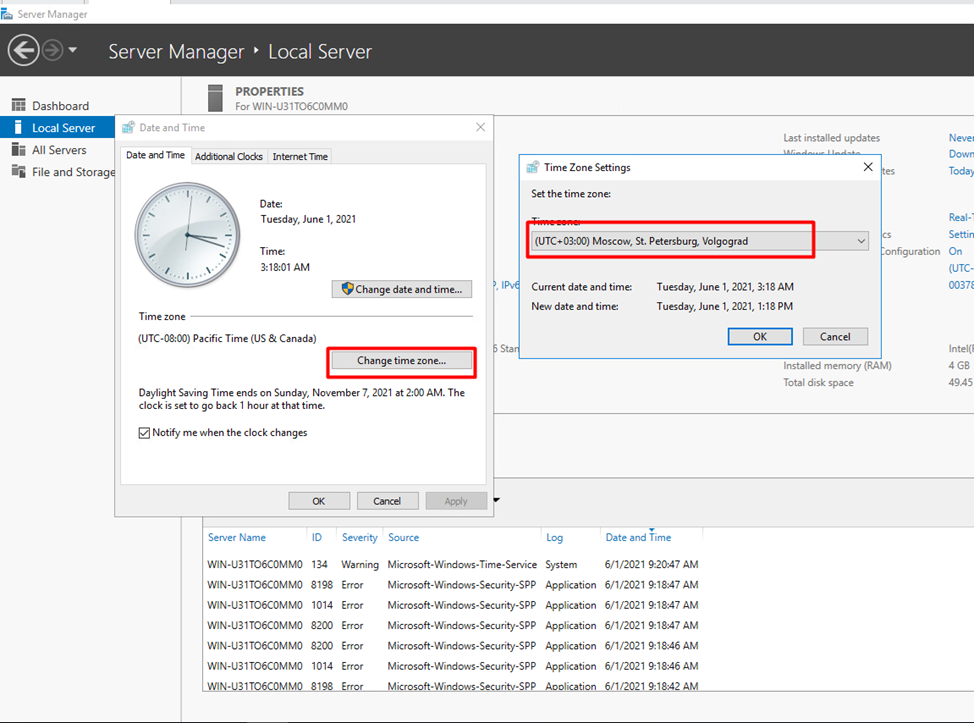 Server Manager
Server Manager ‣ Local Server
Dashboard
Local Server
All Servers
File and Storage
PROPERTIES
For WIN-U31TO6C0MM0
Last installed updates
Windows Update
Never
Down
Today
Real-T
Settin
On
(UTC-
00378
Configuration
P, IPv6
6 Stan
Intel(R
Installed memory (RAM)
4 GB
Total disk space
49.45
Date and Time
Date and Time
Additional Clocks
Internet Time
Date:
Tuesday, June 1, 2021
Time:
3:18:01 AM
Change date and time...
Time zone
(UTC-08:00) Pacific Time (US & Canada)
Change time zone...
Daylight Saving Time ends on Sunday, November 7, 2021 at 2:00 AM. The
clock is set to go back 1 hour at that time.
Notify me when the clock changes
OK
Cancel
Apply
Time Zone Settings
Set the time zone:
Time zone:
(UTC+03:00) Moscow, St. Petersburg, Volgograd
Current date and time: Tuesday, June 1, 2021, 3:18 AM
New date and time: Tuesday, June 1, 2021, 1:18 PM
OK
Cancel
Server Name ID Severity Source Log Date and Time
WIN-U31TO6C0MM0 134 Warning Microsoft-Windows-Time-Service System 6/1/2021 9:20:47 AM
WIN-U31TO6C0MM0 8198 Error Microsoft-Windows-Security-SPP Application 6/1/2021 9:18:47 AM
WIN-U31TO6C0MM0 1014 Error Microsoft-Windows-Security-SPP Application 6/1/2021 9:18:47 AM
WIN-U31TO6C0MM0 8200 Error Microsoft-Windows-Security-SPP Application 6/1/2021 9:18:47 AM
WIN-U31TO6C0MM0 8200 Error Microsoft-Windows-Security-SPP Application 6/1/2021 9:18:46 AM
WIN-U31TO6C0MM0 1014 Error Microsoft-Windows-Security-SPP Application 6/1/2021 9:18:46 AM
WIN-U31TO6C0MM0 8198 Error Microsoft-Windows-Security-SPP Application 6/1/2021 9:18:42 AM